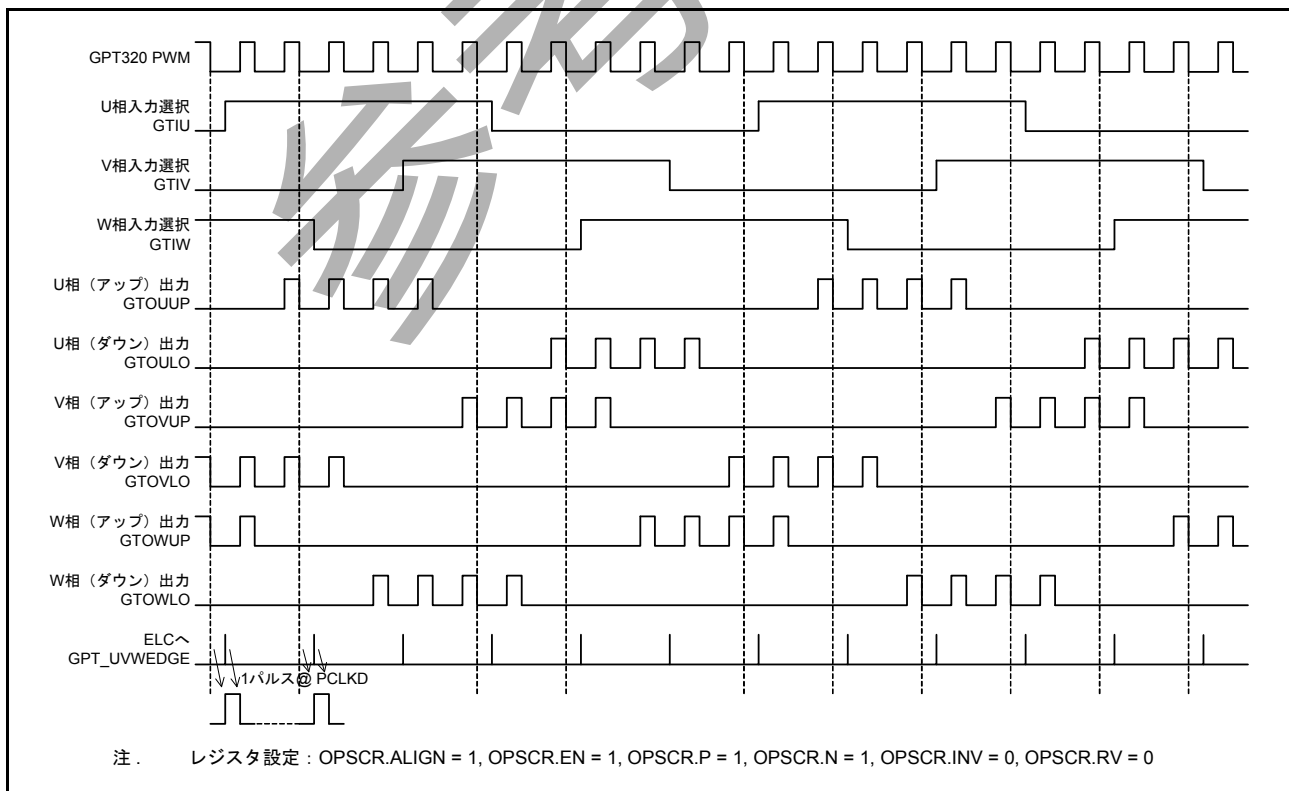 GPT320 PWM
U相入力選択
GTIU
V相入力選択
GTIV
W相入力選択
GTIW
U相（アップ）出力
GTOUUP
U相（ダウン）出力
GTOULO
V相（アップ）出力
GTOVUP
V相（ダウン）出力
GTOVLO
W相（アップ）出力
GTOWUP
W相（ダウン）出力
GTOWLO
ELCへ
GPT_UVWEDGE
1パルス@ PCLKD
注． レジスタ設定：OPSCR.ALIGN = 1, OPSCR.EN = 1, OPSCR.P = 1, OPSCR.N = 1, OPSCR.INV = 0, OPSCR.RV = 0